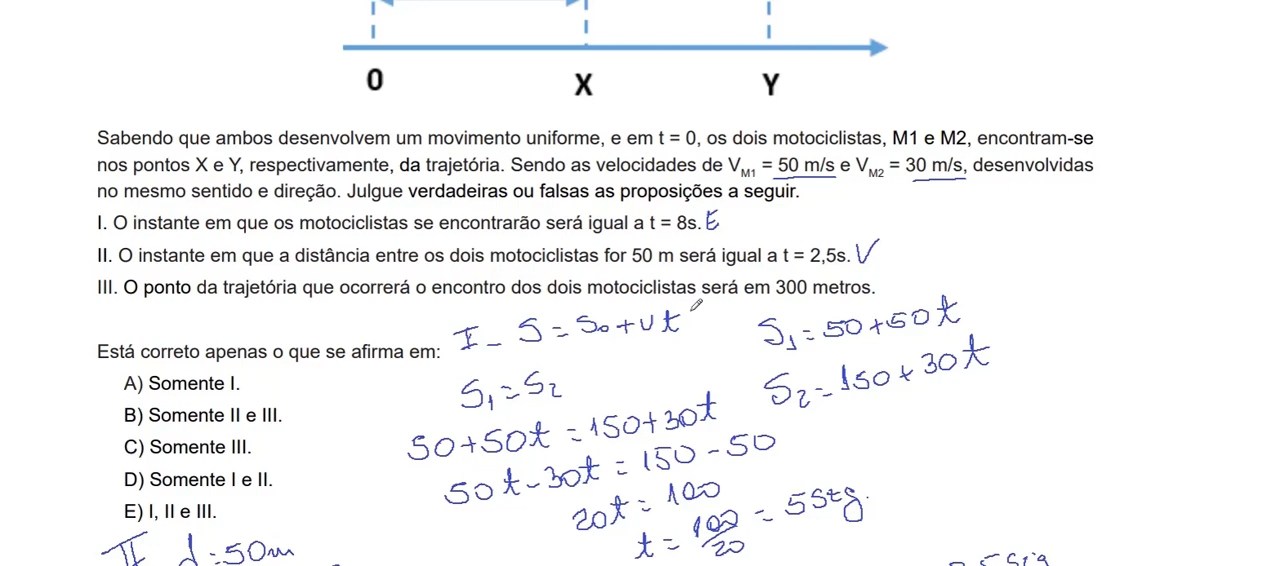 0 X Y
Sabendo que ambos desenvolvem um movimento uniforme, e em t = 0, os dois motociclistas, M1 e M2, encontram-se
nos pontos X e Y, respectivamente, da trajetória. Sendo as velocidades de VM1 = 50 m/s e VM2 = 30 m/s, desenvolvidas
no mesmo sentido e direção. Julgue verdadeiras ou falsas as proposições a seguir.
I. O instante em que os motociclistas se encontrarão será igual a t = 8s. E
II. O instante em que a distância entre os dois motociclistas for 50 m será igual a t = 2,5s. V
III. O ponto da trajetória que ocorrerá o encontro dos dois motociclistas será em 300 metros.
Está correto apenas o que se afirma em:
A) Somente I.
B) Somente II e III.
C) Somente III.
D) Somente I e II.
E) I, II e III.
I - S = S0 + vt
S1 = 50 + 50t
S1 = S2
S2 = 150 + 30t
50 + 50t = 150 + 30t
50t - 30t = 150 - 50
20t = 100
t = 100/20 = 5 seg.
II d = 50m